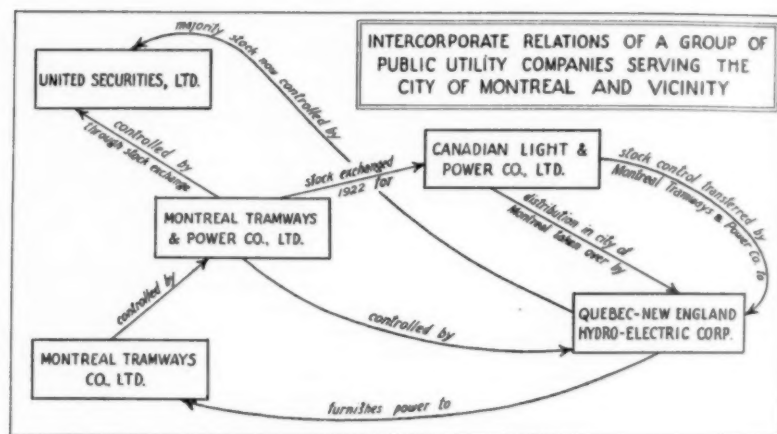 INTERCORPORATE RELATIONS OF A GROUP OF
PUBLIC UTILITY COMPANIES SERVING THE
CITY OF MONTREAL AND VICINITY
majority stock now controlled by
UNITED SECURITIES, LTD.
controlled by
through stock exchange
stock exchanged
1922 for
CANADIAN LIGHT &
POWER CO., LTD.
stock control transferred by
Montreal Tramways & Power Co. to
distribution in city of
Montreal taken over by
MONTREAL TRAMWAYS
& POWER CO., LTD.
controlled by
controlled by
QUEBEC-NEW ENGLAND
HYDRO-ELECTRIC CORP.
MONTREAL TRAMWAYS
CO., LTD.
furnishes power to